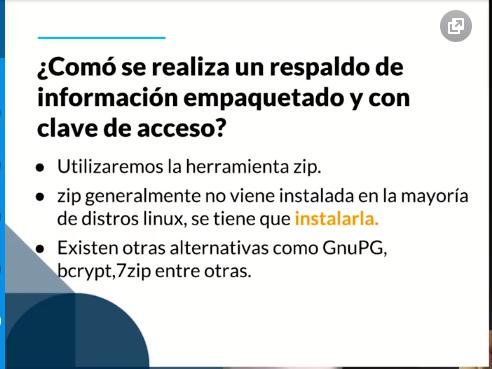 ¿Comó se realiza un respaldo de
información empaquetado y con
clave de acceso?
● Utilizaremos la herramienta zip.
● zip generalmente no viene instalada en la mayoría
de distros linux, se tiene que instalarla.
● Existen otras alternativas como GnuPG,
bcrypt,7zip entre otras.